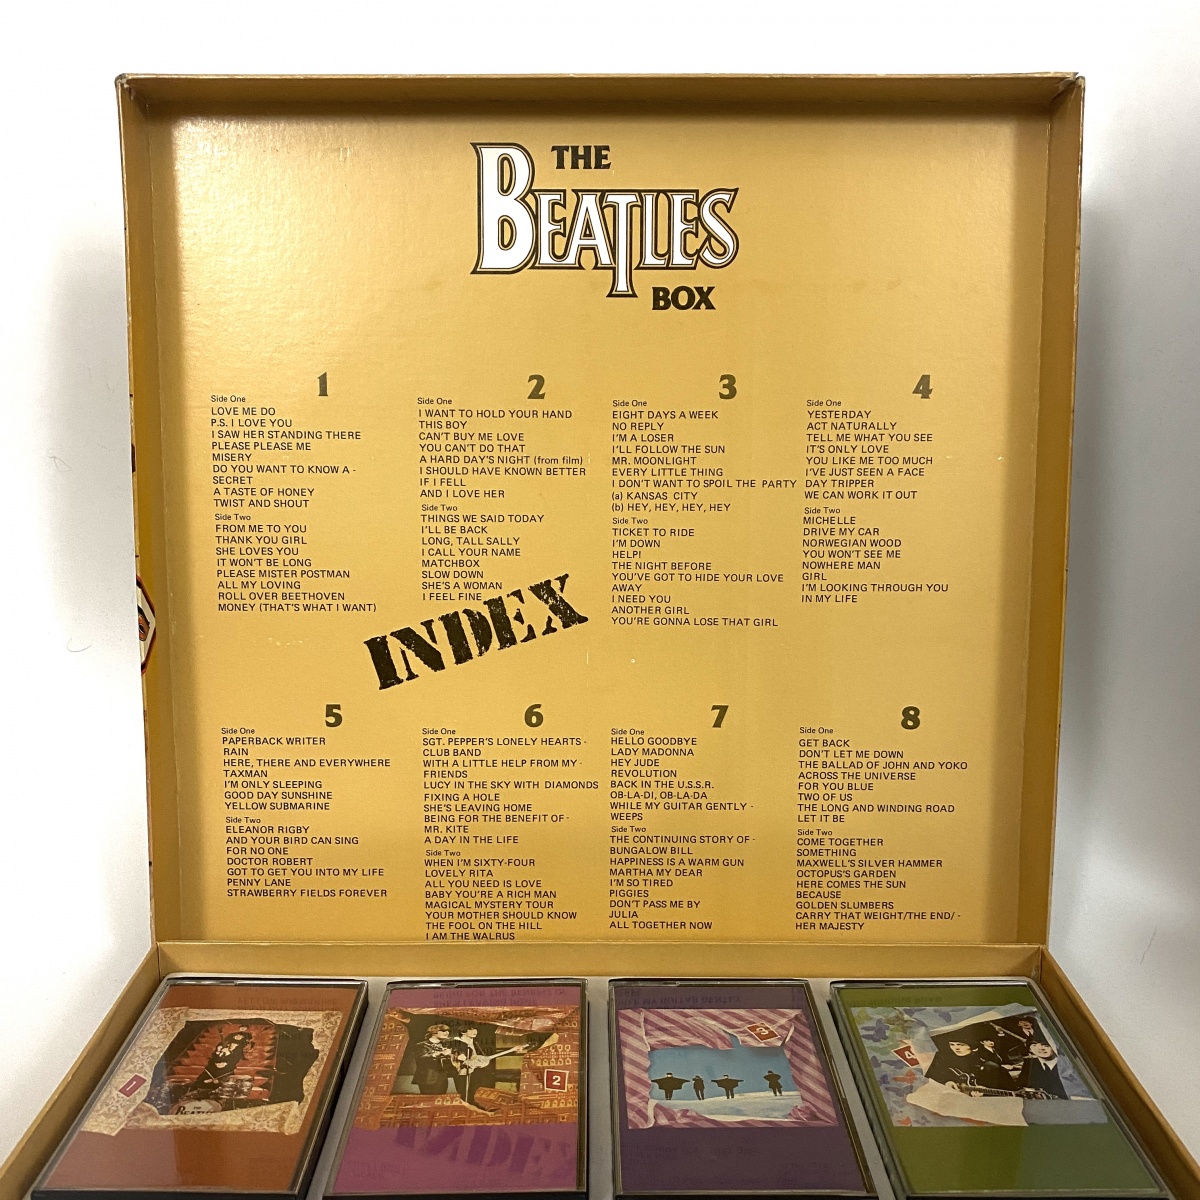 THE
BEATLES
BOX
1
Side One
LOVE ME DO
P.S. I LOVE YOU
I SAW HER STANDING THERE
PLEASE PLEASE ME
MISERY
DO YOU WANT TO KNOW A -
SECRET
A TASTE OF HONEY
TWIST AND SHOUT
Side Two
FROM ME TO YOU
THANK YOU GIRL
SHE LOVES YOU
IT WON'T BE LONG
PLEASE MISTER POSTMAN
ALL MY LOVING
ROLL OVER BEETHOVEN
MONEY (THAT'S WHAT I WANT)
2
Side One
I WANT TO HOLD YOUR HAND
THIS BOY
CAN'T BUY ME LOVE
YOU CAN'T DO THAT
A HARD DAY'S NIGHT (from film)
I SHOULD HAVE KNOWN BETTER
IF I FELL
AND I LOVE HER
Side Two
THINGS WE SAID TODAY
I'LL BE BACK
LONG, TALL SALLY
I CALL YOUR NAME
MATCHBOX
SLOW DOWN
SHE'S A WOMAN
I FEEL FINE
3
Side One
EIGHT DAYS A WEEK
NO REPLY
I'M A LOSER
I'LL FOLLOW THE SUN
MR. MOONLIGHT
EVERY LITTLE THING
I DON'T WANT TO SPOIL THE PARTY
(a) KANSAS CITY
(b) HEY, HEY, HEY, HEY
Side Two
TICKET TO RIDE
I'M DOWN
HELP!
THE NIGHT BEFORE
YOU'VE GOT TO HIDE YOUR LOVE
AWAY
I NEED YOU
ANOTHER GIRL
YOU'RE GONNA LOSE THAT GIRL
4
Side One
YESTERDAY
ACT NATURALLY
TELL ME WHAT YOU SEE
IT'S ONLY LOVE
YOU LIKE ME TOO MUCH
I'VE JUST SEEN A FACE
DAY TRIPPER
WE CAN WORK IT OUT
Side Two
MICHELLE
DRIVE MY CAR
NORWEGIAN WOOD
YOU WON'T SEE ME
NOWHERE MAN
GIRL
I'M LOOKING THROUGH YOU
IN MY LIFE
INDEX
5
Side One
PAPERBACK WRITER
RAIN
HERE, THERE AND EVERYWHERE
TAXMAN
I'M ONLY SLEEPING
GOOD DAY SUNSHINE
YELLOW SUBMARINE
Side Two
ELEANOR RIGBY
AND YOUR BIRD CAN SING
FOR NO ONE
DOCTOR ROBERT
GOT TO GET YOU INTO MY LIFE
PENNY LANE
STRAWBERRY FIELDS FOREVER
6
Side One
SGT. PEPPER'S LONELY HEARTS -
CLUB BAND
WITH A LITTLE HELP FROM MY -
FRIENDS
LUCY IN THE SKY WITH DIAMONDS
FIXING A HOLE
SHE'S LEAVING HOME
BEING FOR THE BENEFIT OF -
MR. KITE
A DAY IN THE LIFE
Side Two
WHEN I'M SIXTY-FOUR
LOVELY RITA
ALL YOU NEED IS LOVE
BABY YOU'RE A RICH MAN
MAGICAL MYSTERY TOUR
YOUR MOTHER SHOULD KNOW
THE FOOL ON THE HILL
I AM THE WALRUS
7
Side One
HELLO GOODBYE
LADY MADONNA
HEY JUDE
REVOLUTION
BACK IN THE U.S.S.R.
OB-LA-DI, OB-LA-DA
WHILE MY GUITAR GENTLY -
WEEPS
Side Two
THE CONTINUING STORY OF -
BUNGALOW BILL
HAPPINESS IS A WARM GUN
MARTHA MY DEAR
I'M SO TIRED
PIGGIES
DON'T PASS ME BY
JULIA
ALL TOGETHER NOW
8
Side One
GET BACK
DON'T LET ME DOWN
THE BALLAD OF JOHN AND YOKO
ACROSS THE UNIVERSE
FOR YOU BLUE
TWO OF US
THE LONG AND WINDING ROAD
LET IT BE
Side Two
COME TOGETHER
SOMETHING
MAXWELL'S SILVER HAMMER
OCTOPUS'S GARDEN
HERE COMES THE SUN
BECAUSE
GOLDEN SLUMBERS
CARRY THAT WEIGHT/THE END/ -
HER MAJESTY
1
THE
BEATLES
2
3
4